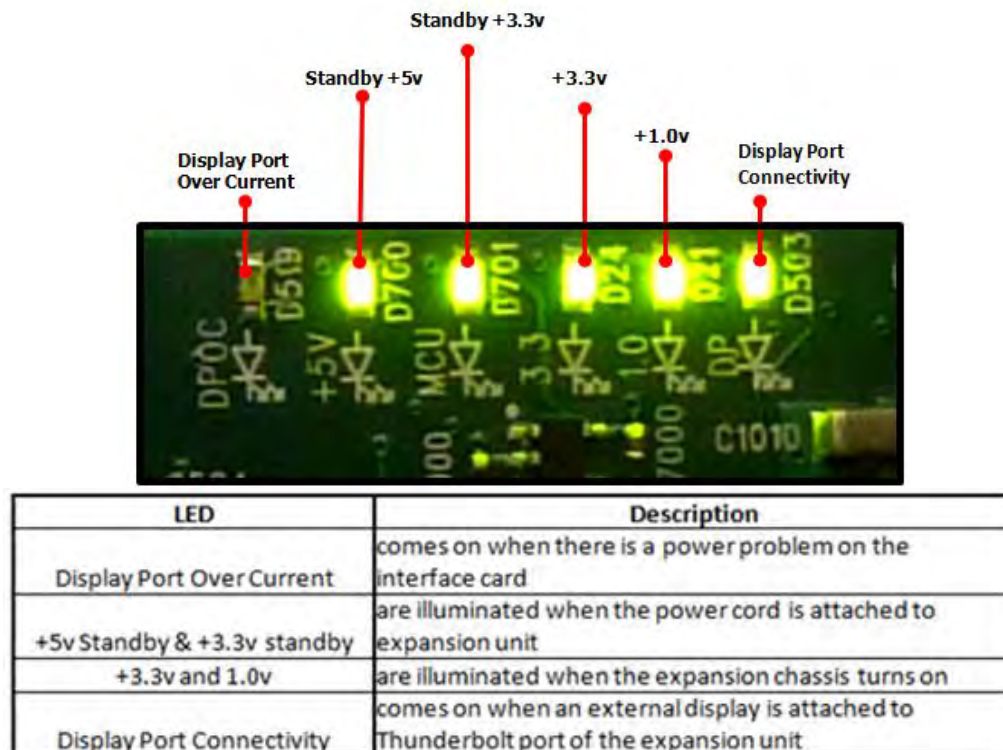 Standby +3.3v
Standby +5v
+3.3v
+1.0v
Display Port
Over Current
Display Port
Connectivity
D519
D700
D701
D24
D21
D503
DPOC
+5V
MCU
3.3
1.0
DP
C1010
7000
LED
Description
Display Port Over Current
comes on when there is a power problem on the
interface card
+5v Standby & +3.3v standby
are illuminated when the power cord is attached to
expansion unit
+3.3v and 1.0v
are illuminated when the expansion chassis turns on
Display Port Connectivity
comes on when an external display is attached to
Thunderbolt port of the expansion unit